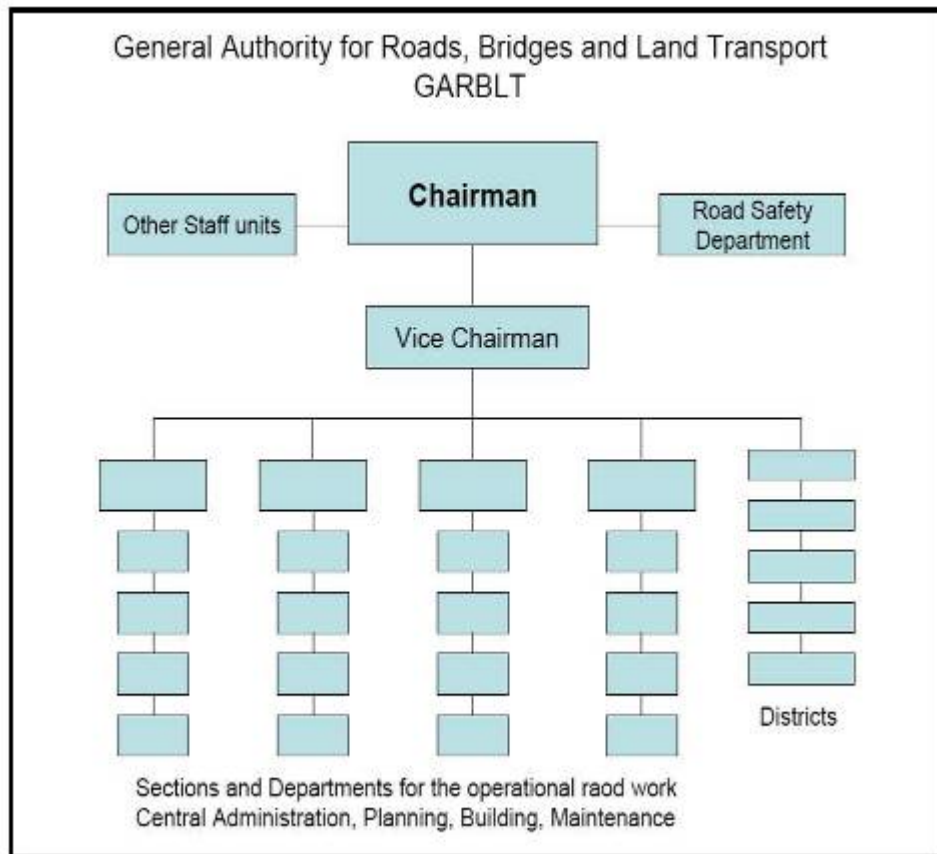 General Authority for Roads, Bridges and Land Transport
GARBLT
Chairman
Other Staff units
Road Safety
Department
Vice Chairman
Districts
Sections and Departments for the operational raod work
Central Administration, Planning, Building, Maintenance